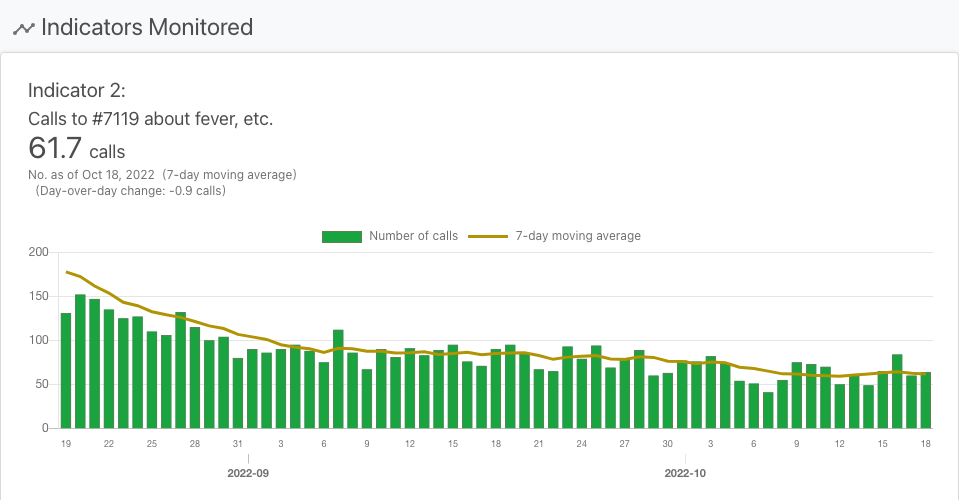 Indicators Monitored
Indicator 2:
Calls to #7119 about fever, etc.
61.7 calls
No. as of Oct 18, 2022 (7-day moving average)
(Day-over-day change: -0.9 calls)
Number of calls 7-day moving average
200
150
100
50
0
19 22 25 28 31 3 6 9 12 15 18 21 24 27 30 3 6 9 12 15 18
2022-09 2022-10